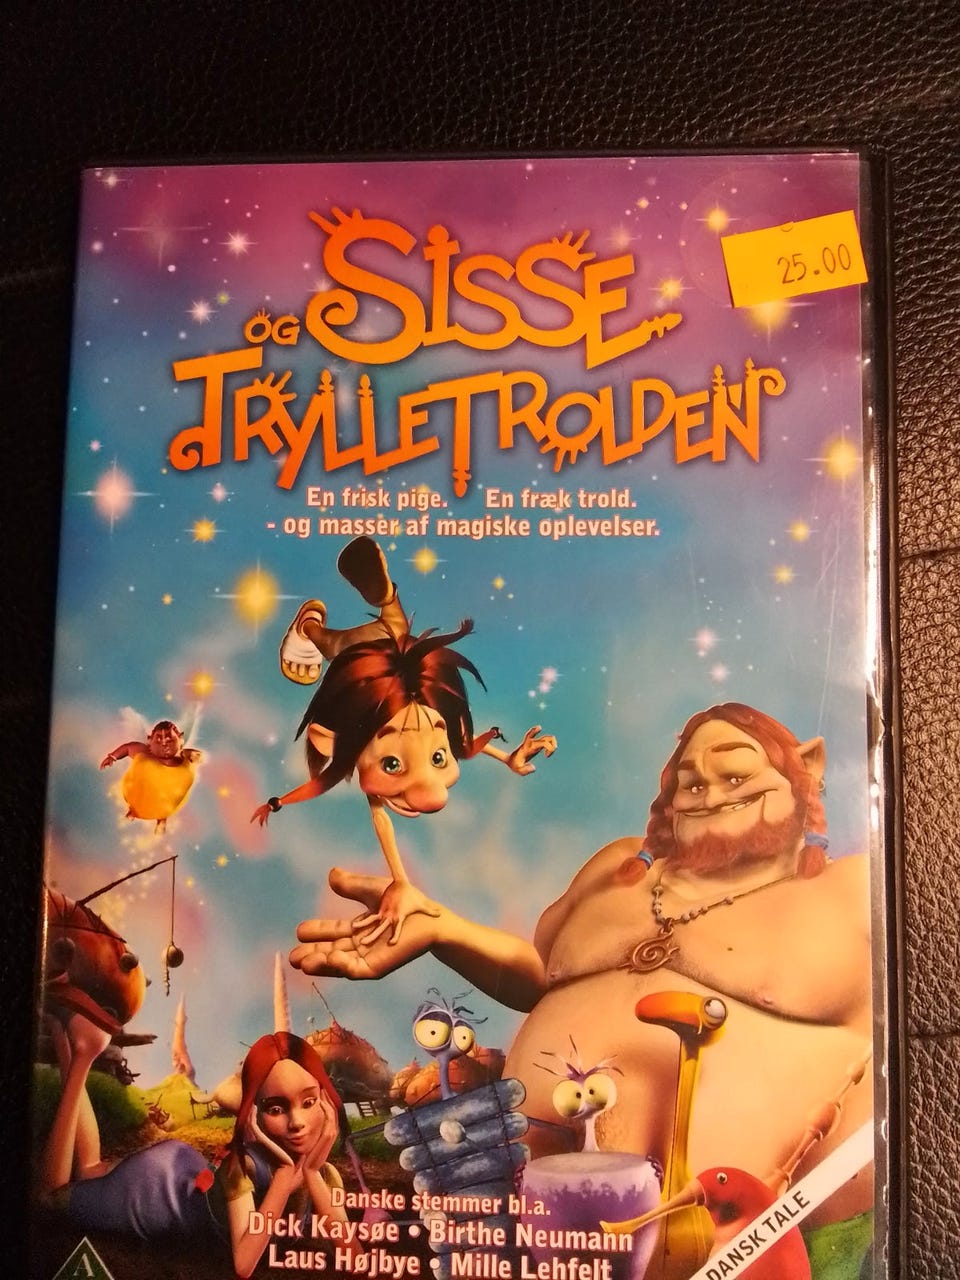 25.00
SISSE
OG
TRYLLETROLDEN
En frisk pige. En fræk trold.
- og masser af magiske oplevelser.
Danske stemmer bl.a.
Dick Kaysøe • Birthe Neumann
Laus Højbye • Mille Lehfelt
DANSK TALE
A